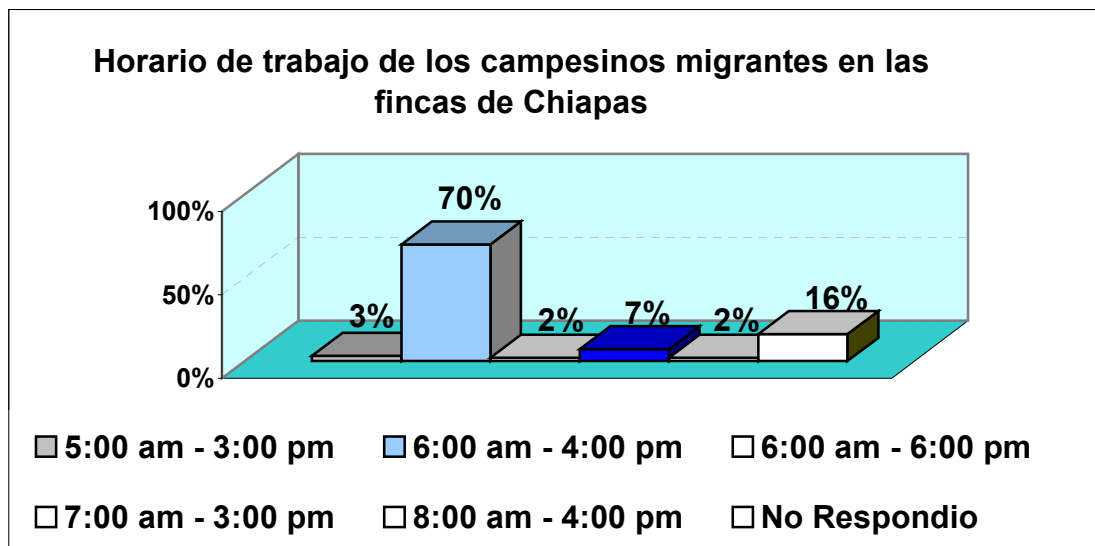 Horario de trabajo de los campesinos migrantes en las
fincas de Chiapas
100%
50%
0%
3%
70%
2%
7%
2%
16%
5:00 am - 3:00 pm
6:00 am - 4:00 pm
6:00 am - 6:00 pm
7:00 am - 3:00 pm
8:00 am - 4:00 pm
No Respondio